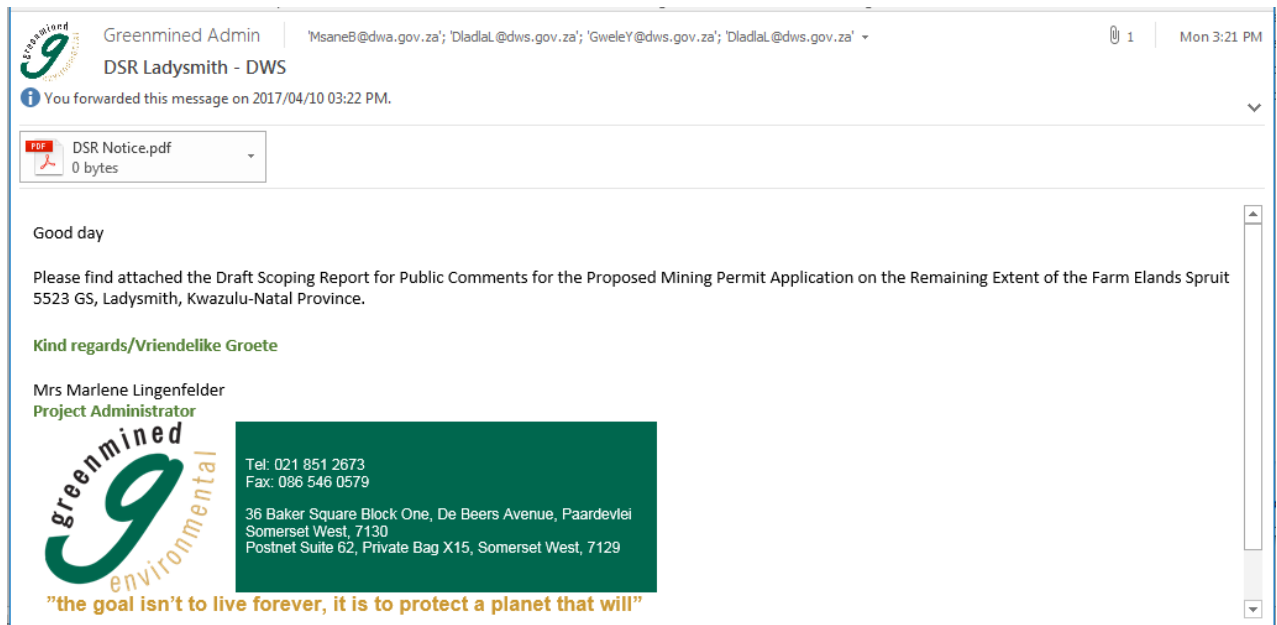 greenmined
environmental
Greenmined Admin 'MsaneB@dwa.gov.za'; 'DladlaL@dws.gov.za'; 'GweleY@dws.gov.za'; 'DladlaL@dws.gov.za' 1 Mon 3:21 PM
DSR Ladysmith - DWS
You forwarded this message on 2017/04/10 03:22 PM.
PDF
DSR Notice.pdf
0 bytes
Good day
Please find attached the Draft Scoping Report for Public Comments for the Proposed Mining Permit Application on the Remaining Extent of the Farm Elands Spruit
5523 GS, Ladysmith, Kwazulu-Natal Province.
Kind regards/Vriendelike Groete
Mrs Marlene Lingenfelder
Project Administrator
greenmined
environmental
Tel: 021 851 2673
Fax: 086 546 0579
36 Baker Square Block One, De Beers Avenue, Paardevlei
Somerset West, 7130
Postnet Suite 62, Private Bag X15, Somerset West, 7129
"the goal isn't to live forever, it is to protect a planet that will"